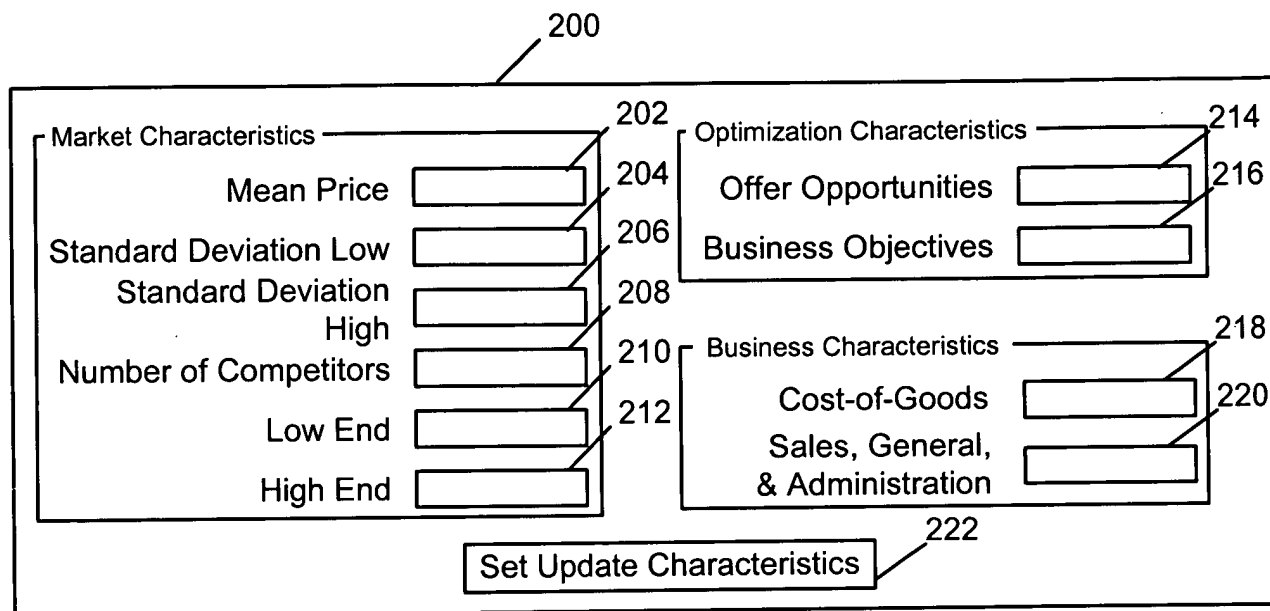 200
Market Characteristics
202
Mean Price
204
Standard Deviation Low
206
Standard Deviation
High
208
Number of Competitors
210
Low End
212
High End
Optimization Characteristics
214
Offer Opportunities
216
Business Objectives
Business Characteristics
218
Cost-of-Goods
220
Sales, General,
& Administration
Set Update Characteristics
222